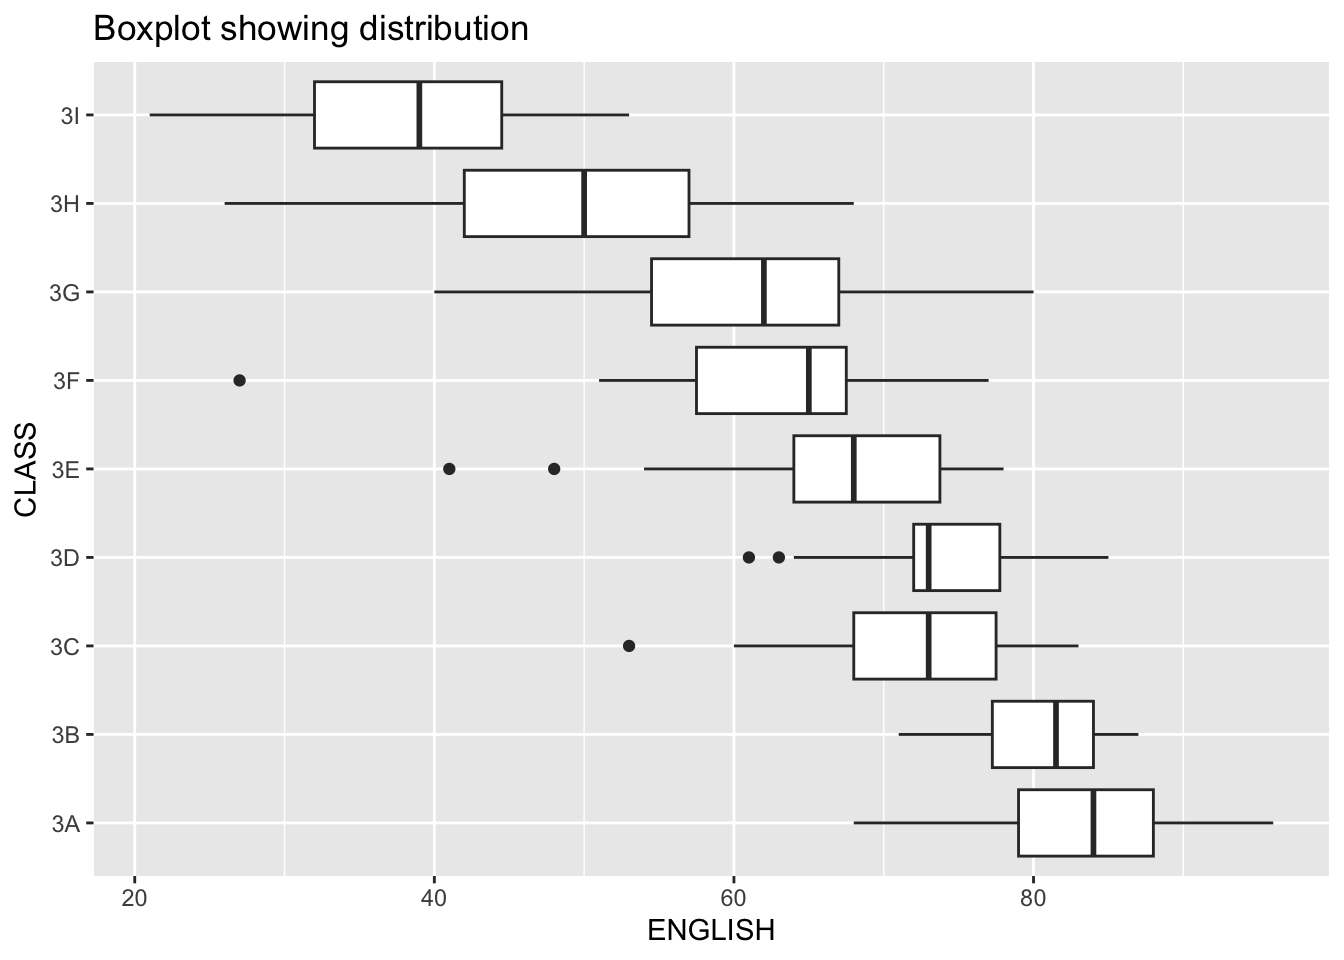 Boxplot showing distribution
3I
3H
3G
3F
3E
3D
3C
3B
3A
CLASS
20 40 60 80
ENGLISH